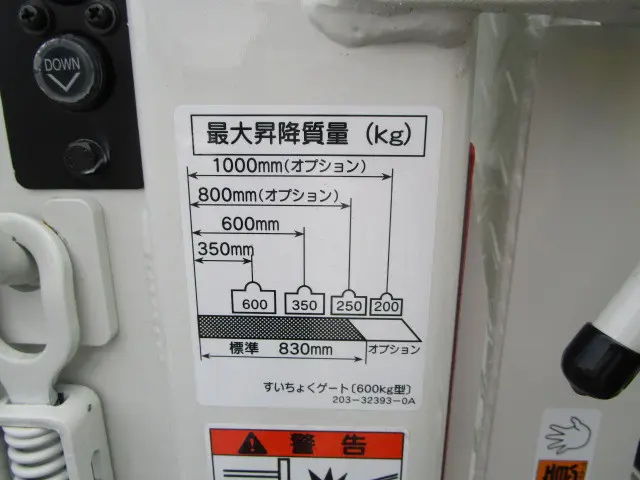 DOWN
最大昇降質量（kg）
1000mm（オプション）
800mm（オプション）
600mm
350mm
600 350 250 200
標準 830mm オプション
すいちょくゲート〔600kg型〕
203-32393-0A
警告